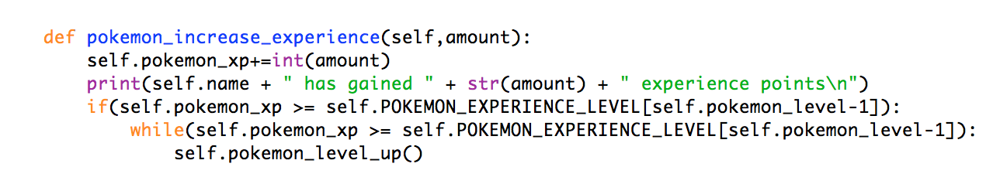 def pokemon_increase_experience(self,amount):
    self.pokemon_xp+=int(amount)
    print(self.name + " has gained " + str(amount) + " experience points\n")
    if(self.pokemon_xp >= self.POKEMON_EXPERIENCE_LEVEL[self.pokemon_level-1]):
        while(self.pokemon_xp >= self.POKEMON_EXPERIENCE_LEVEL[self.pokemon_level-1]):
            self.pokemon_level_up()